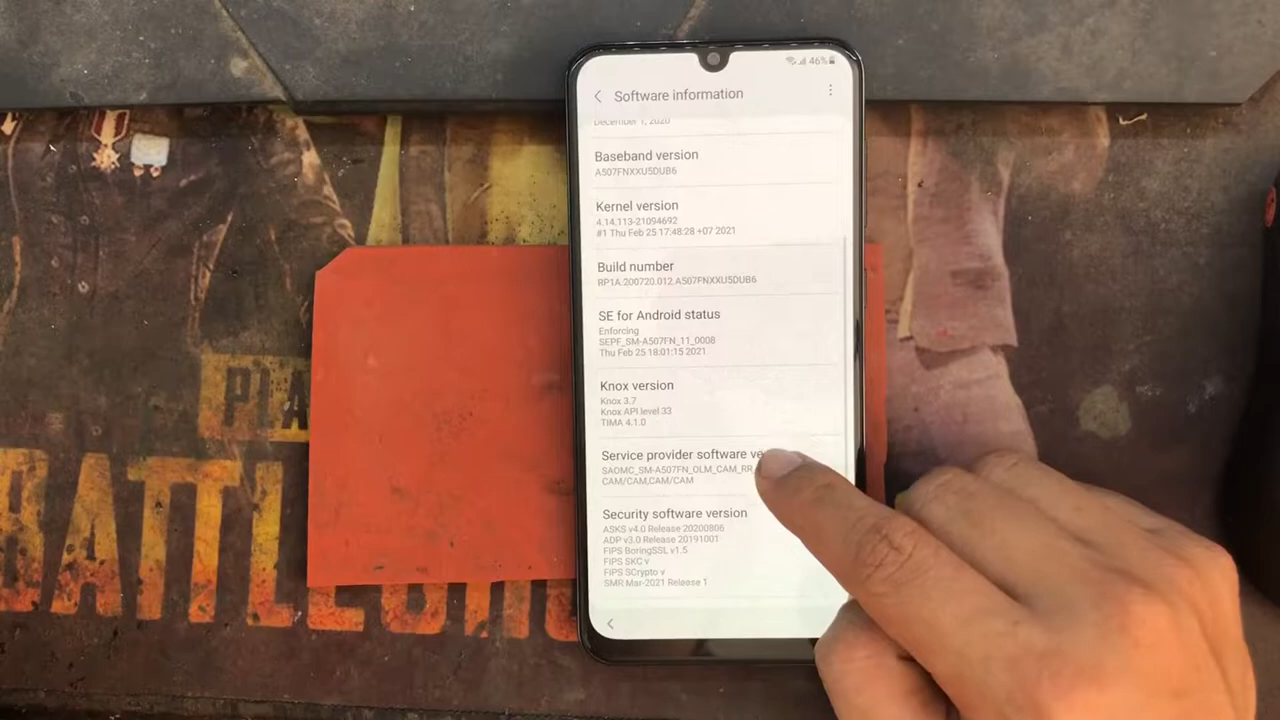 46%
Software information
December 1, 2020
Baseband version
A507FNXXU5DUB6
Kernel version
4.14.113-21094692
#1 Thu Feb 25 17:48:28 +07 2021
Build number
RP1A.200720.012.A507FNXXU5DUB6
SE for Android status
Enforcing
SEPF_SM-A507FN_11_0008
Thu Feb 25 18:01:15 2021
Knox version
Knox 3.7
Knox API level 33
TIMA 4.1.0
Service provider software ve
SAOMC_SM-A507FN_OLM_CAM_RR
CAM/CAM,CAM/CAM
Security software version
ASKS v4.0 Release 20200806
ADP v3.0 Release 20191001
FIPS BoringSSL v1.5
FIPS SKC v
FIPS SCrypto v
SMR Mar-2021 Release 1
PLA
BATTLEGR